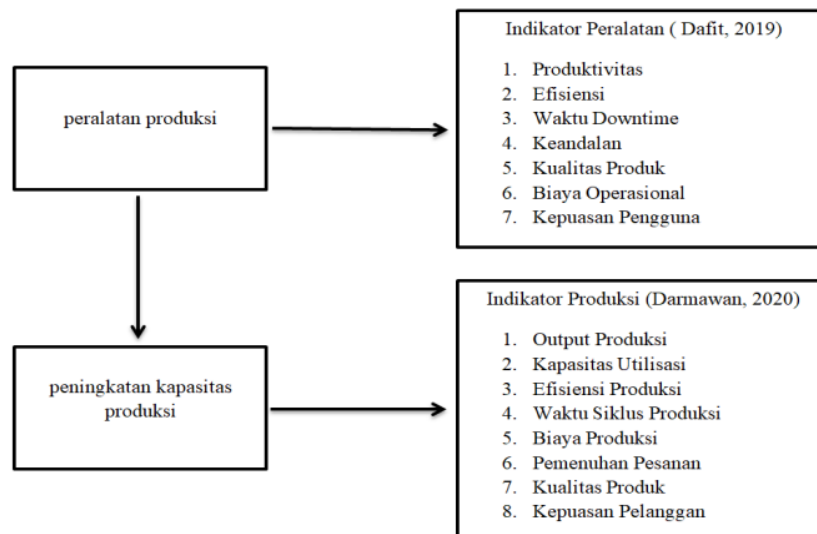 peralatan produksi
Indikator Peralatan ( Dafit, 2019)
1. Produktivitas
2. Efisiensi
3. Waktu Downtime
4. Keandalan
5. Kualitas Produk
6. Biaya Operasional
7. Kepuasan Pengguna
peningkatan kapasitas
produksi
Indikator Produksi (Darmawan, 2020)
1. Output Produksi
2. Kapasitas Utilisasi
3. Efisiensi Produksi
4. Waktu Siklus Produksi
5. Biaya Produksi
6. Pemenuhan Pesanan
7. Kualitas Produk
8. Kepuasan Pelanggan